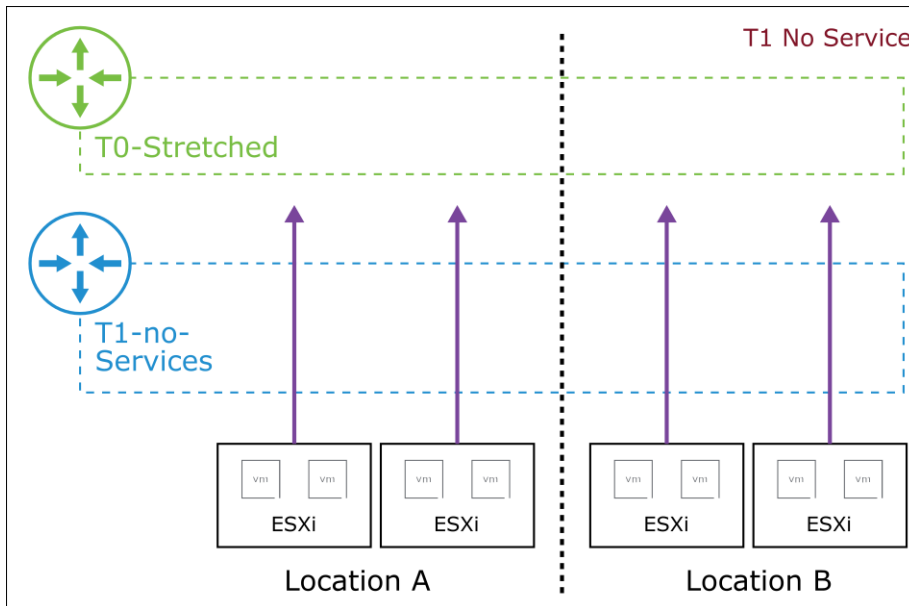 T1 No Service
T0-Stretched
T1-no-
Services
vm vm vm vm vm vm vm vm
ESXi ESXi ESXi ESXi
Location A Location B